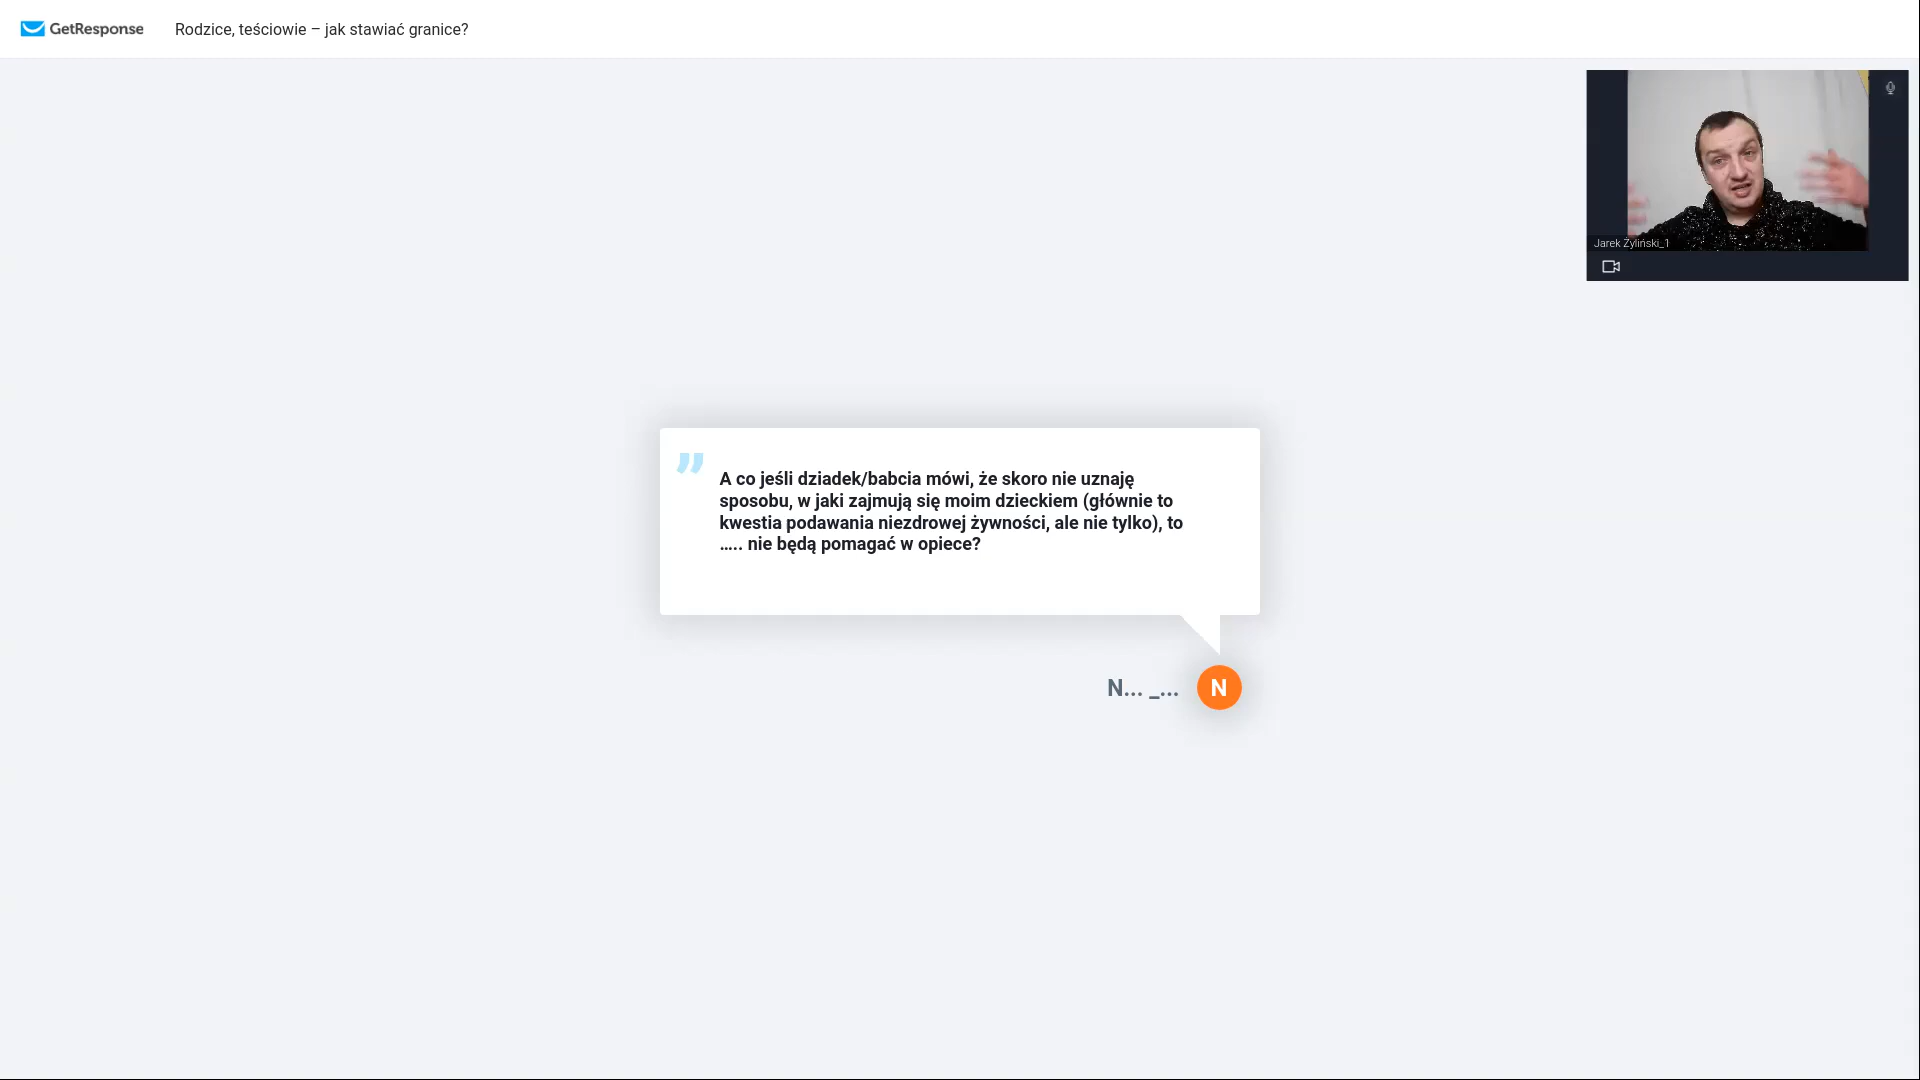 GetResponse
Rodzice, teściowie – jak stawiać granice?
Jarek Żyliński_1
A co jeśli dziadek/babcia mówi, że skoro nie uznaję
sposobu, w jaki zajmują się moim dzieckiem (głównie to
kwestia podawania niezdrowej żywności, ale nie tylko), to
..... nie będą pomagać w opiece?
N... _...
N